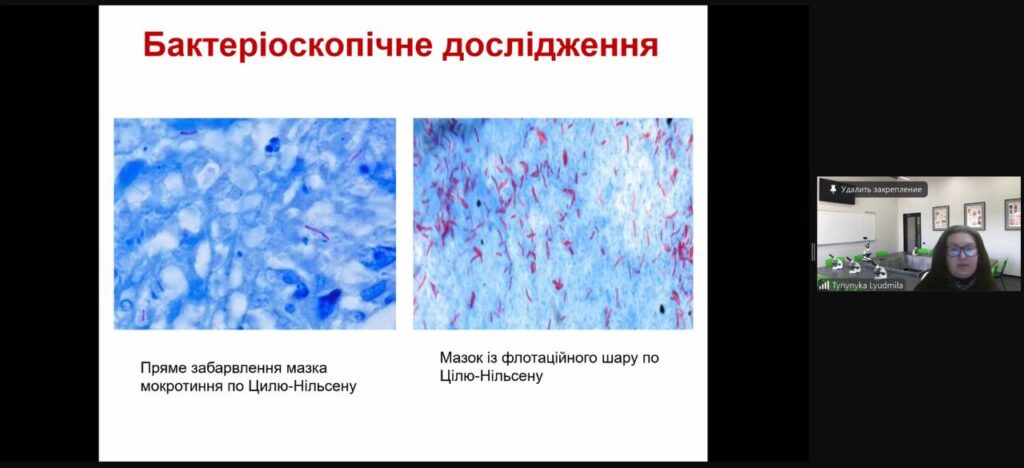 Бактеріоскопічне дослідження
Пряме забарвлення мазка
мокротиння по Цилю-Нільсену
Мазок із флотаційного шару по
Цілю-Нільсену
Удалить закрепление
Tynynyka Lyudmila